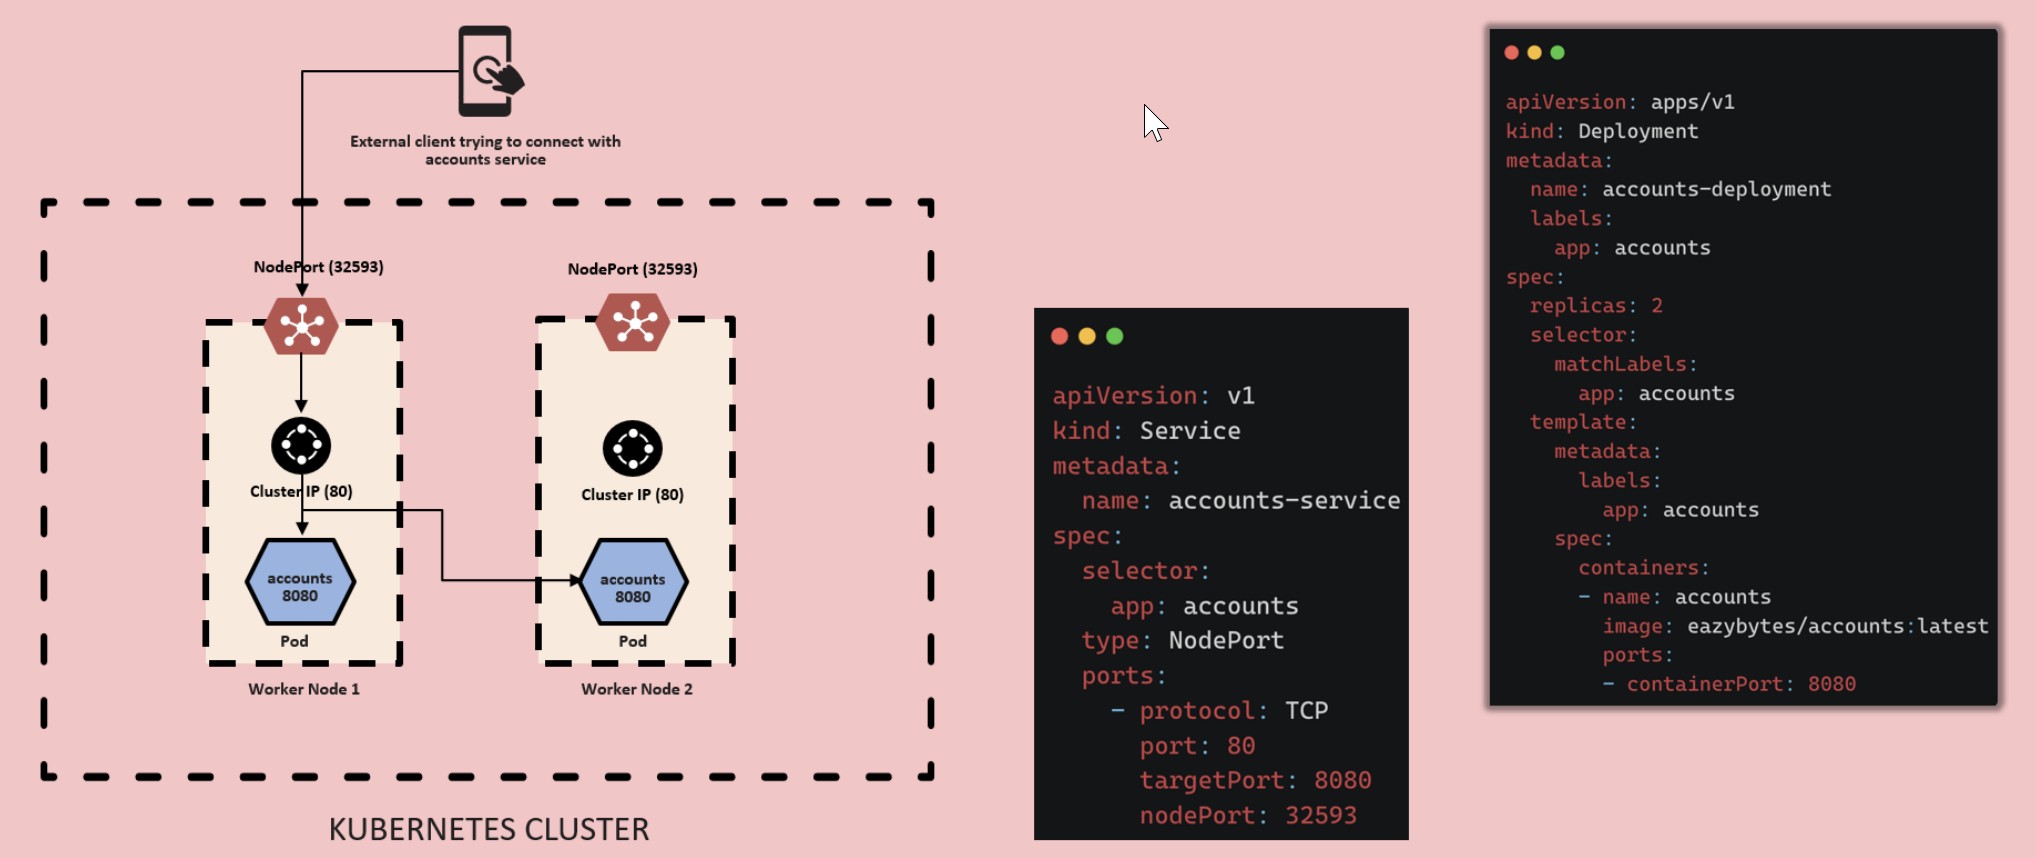 External client trying to connect with
accounts service
NodePort (32593)
NodePort (32593)
Cluster IP (80)
Cluster IP (80)
accounts
8080
accounts
8080
Pod
Pod
Worker Node 1
Worker Node 2
KUBERNETES CLUSTER
apiVersion: v1
kind: Service
metadata:
  name: accounts-service
spec:
  selector:
    app: accounts
  type: NodePort
  ports:
    - protocol: TCP
      port: 80
      targetPort: 8080
      nodePort: 32593
apiVersion: apps/v1
kind: Deployment
metadata:
  name: accounts-deployment
  labels:
    app: accounts
spec:
  replicas: 2
  selector:
    matchLabels:
      app: accounts
  template:
    metadata:
      labels:
        app: accounts
    spec:
      containers:
      - name: accounts
        image: eazybytes/accounts:latest
        ports:
        - containerPort: 8080